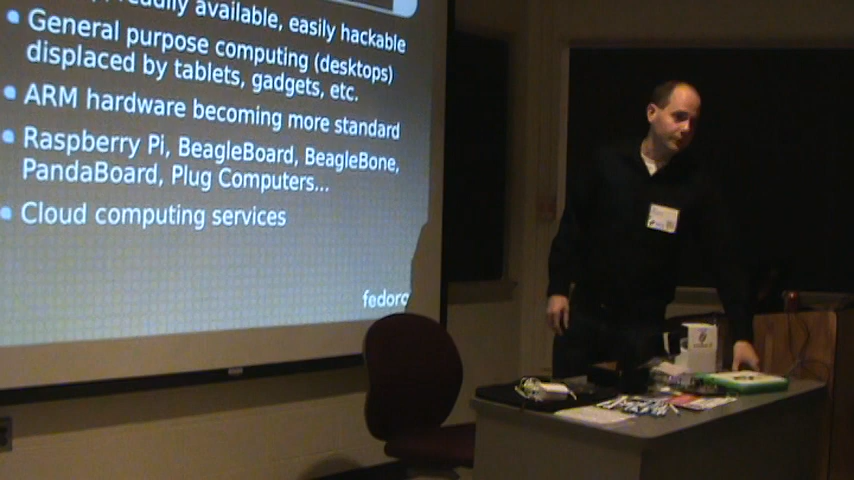 readily available, easily hackable
General purpose computing (desktops)
displaced by tablets, gadgets, etc.
ARM hardware becoming more standard
Raspberry Pi, BeagleBoard, BeagleBone,
PandaBoard, Plug Computers...
Cloud computing services
fedora